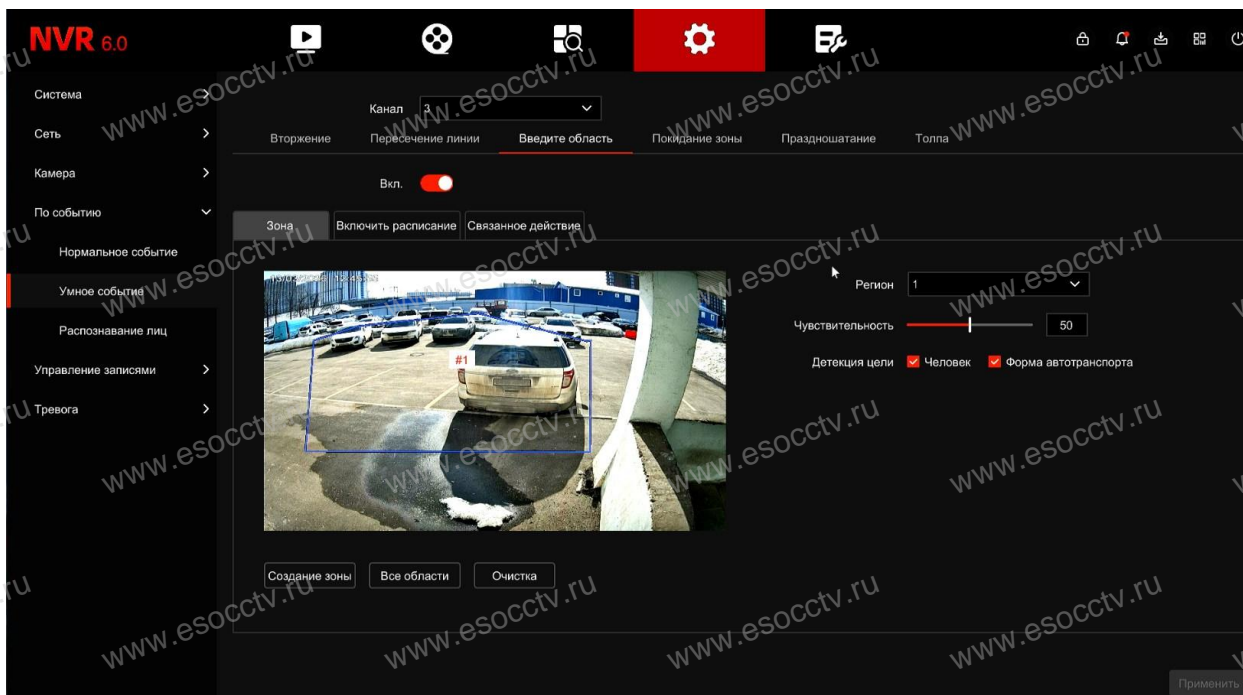 NVR 6.0
Система
Сеть
Камера
По событию
Нормальное событие
Умное событие
Распознавание лиц
Управление записями
Тревога
Канал 3
Вторжение Пересечение линии Введите область Покидание зоны Праздношатание Толпа
Вкл.
Зона Включить расписание Связанное действие
#1
Регион 1
Чувствительность 50
Детекция цели Человек Форма автотранспорта
Создание зоны Все области Очистка
Применить
www.esocctv.ru